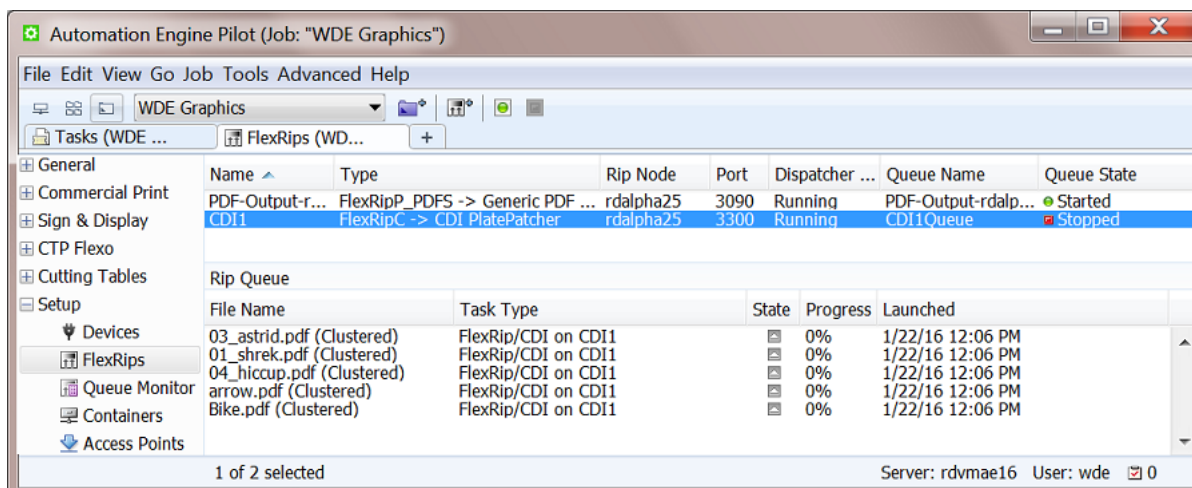 Automation Engine Pilot (Job: "WDE Graphics")
File Edit View Go Job Tools Advanced Help
WDE Graphics
Tasks (WDE ... FlexRips (WD... +
General
Commercial Print
Sign & Display
CTP Flexo
Cutting Tables
Setup
Devices
FlexRips
Queue Monitor
Containers
Access Points
Name Type Rip Node Port Dispatcher ... Queue Name Queue State
PDF-Output-r... FlexRipP_PDFS -> Generic PDF ... rdalpha25 3090 Running PDF-Output-rdalp... Started
CDI1 FlexRipC -> CDI PlatePatcher rdalpha25 3300 Running CDI1Queue Stopped
Rip Queue
File Name Task Type State Progress Launched
03_astrid.pdf (Clustered) FlexRip/CDI on CDI1 0% 1/22/16 12:06 PM
01_shrek.pdf (Clustered) FlexRip/CDI on CDI1 0% 1/22/16 12:06 PM
04_hiccup.pdf (Clustered) FlexRip/CDI on CDI1 0% 1/22/16 12:06 PM
arrow.pdf (Clustered) FlexRip/CDI on CDI1 0% 1/22/16 12:06 PM
Bike.pdf (Clustered) FlexRip/CDI on CDI1 0% 1/22/16 12:06 PM
1 of 2 selected Server: rdvmae16 User: wde 0